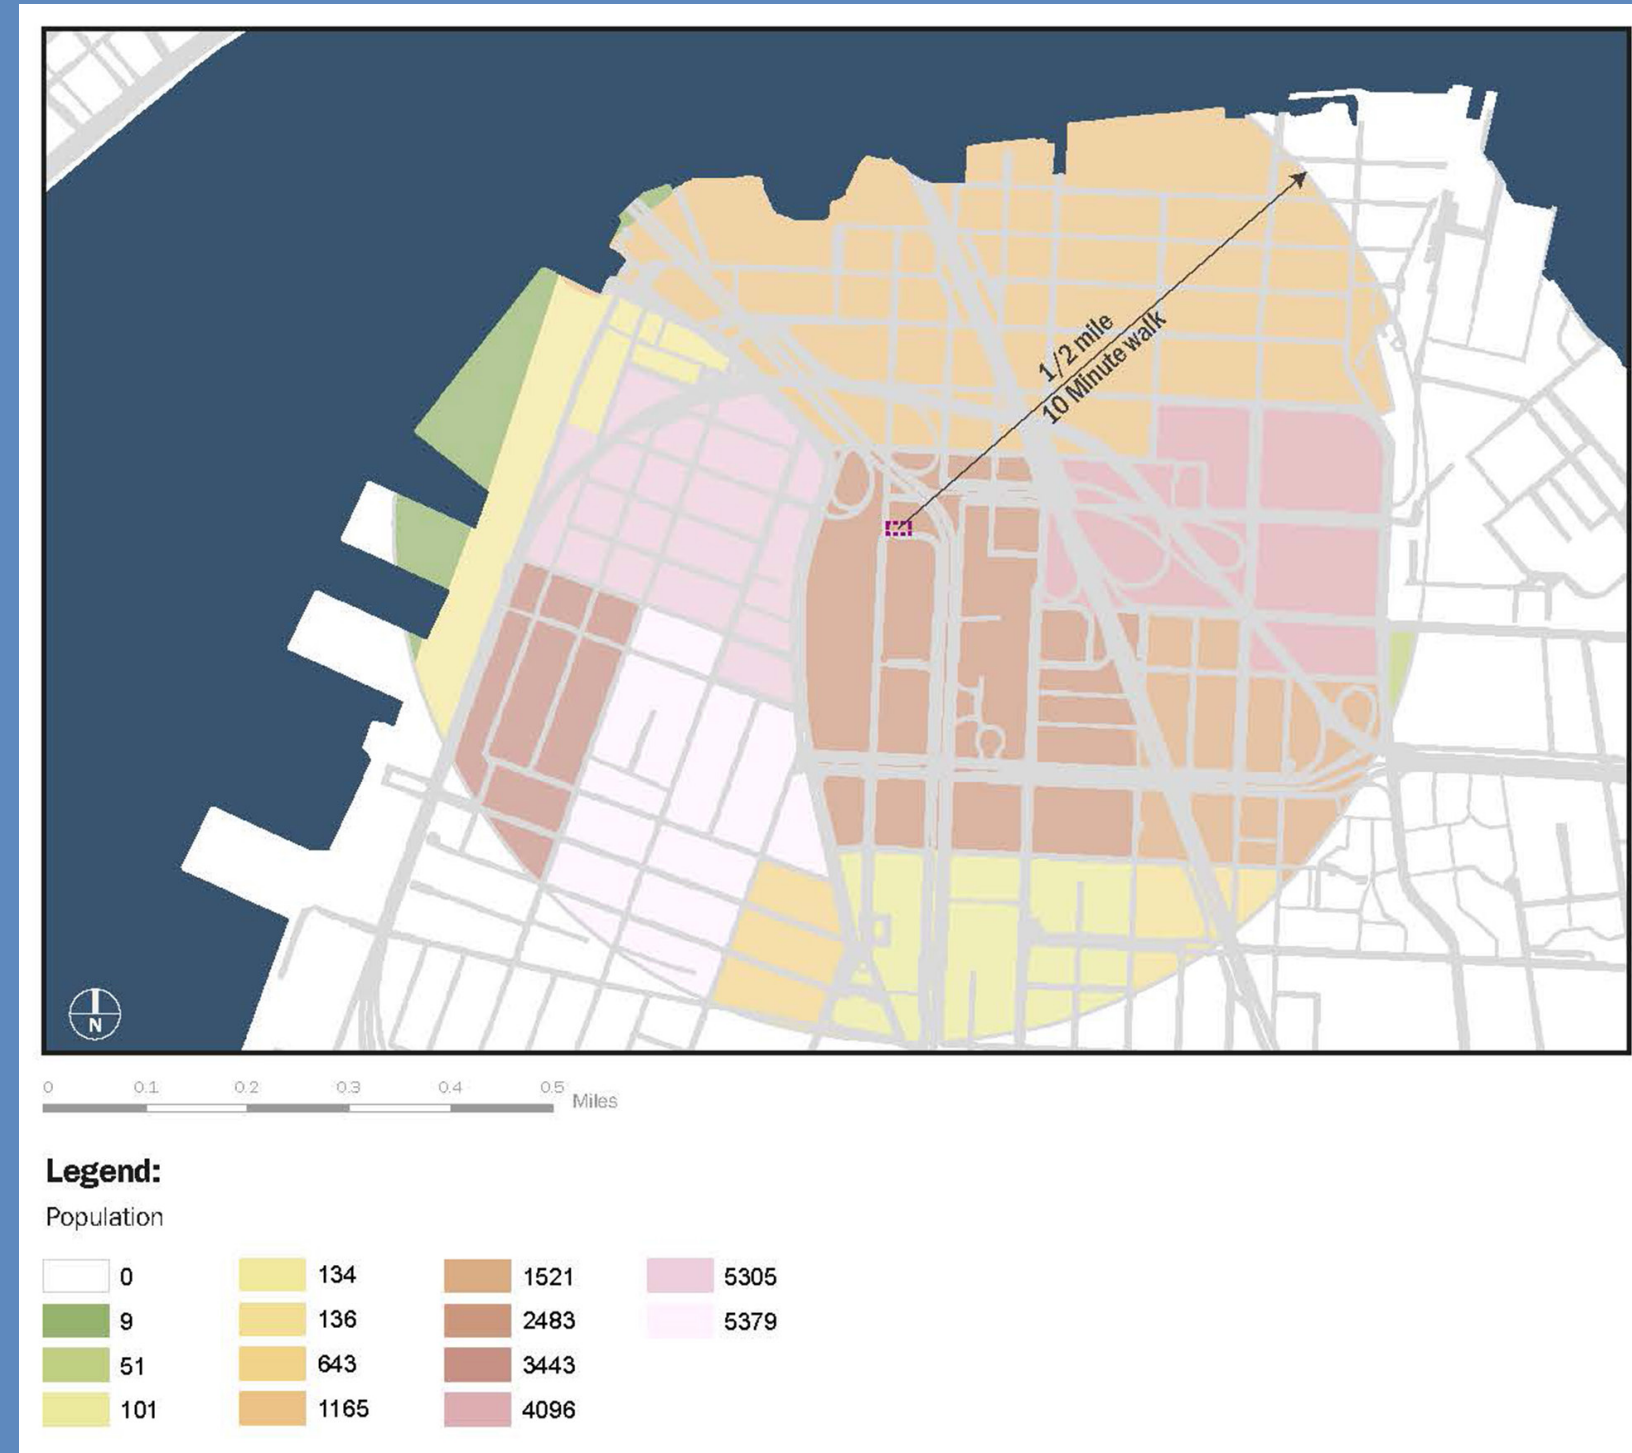 1/2 mile
10 Minute walk
N
0 0.1 0.2 0.3 0.4 0.5 Miles
Legend:
Population
0 134 1521 5305
9 136 2483 5379
51 643 3443
101 1165 4096